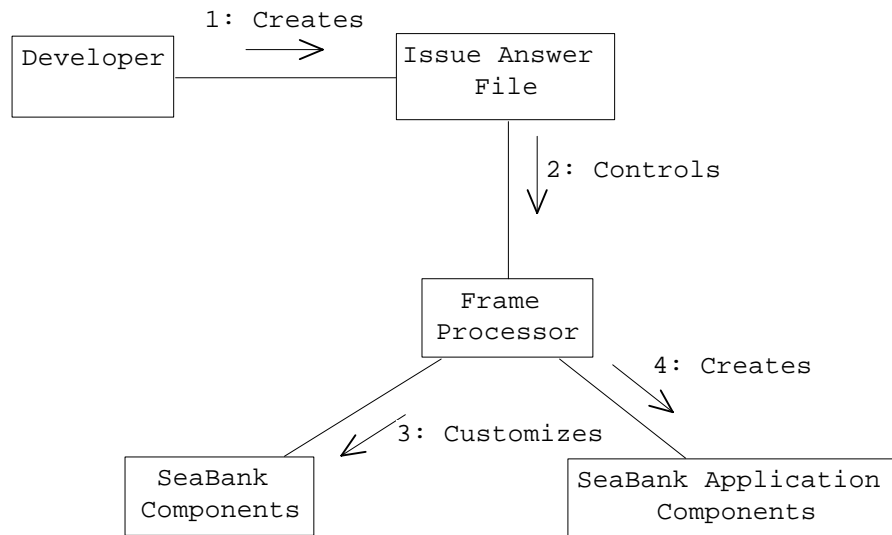 1: Creates
Developer
Issue Answer
File
2: Controls
Frame
Processor
4: Creates
3: Customizes
SeaBank
Components
SeaBank Application
Components